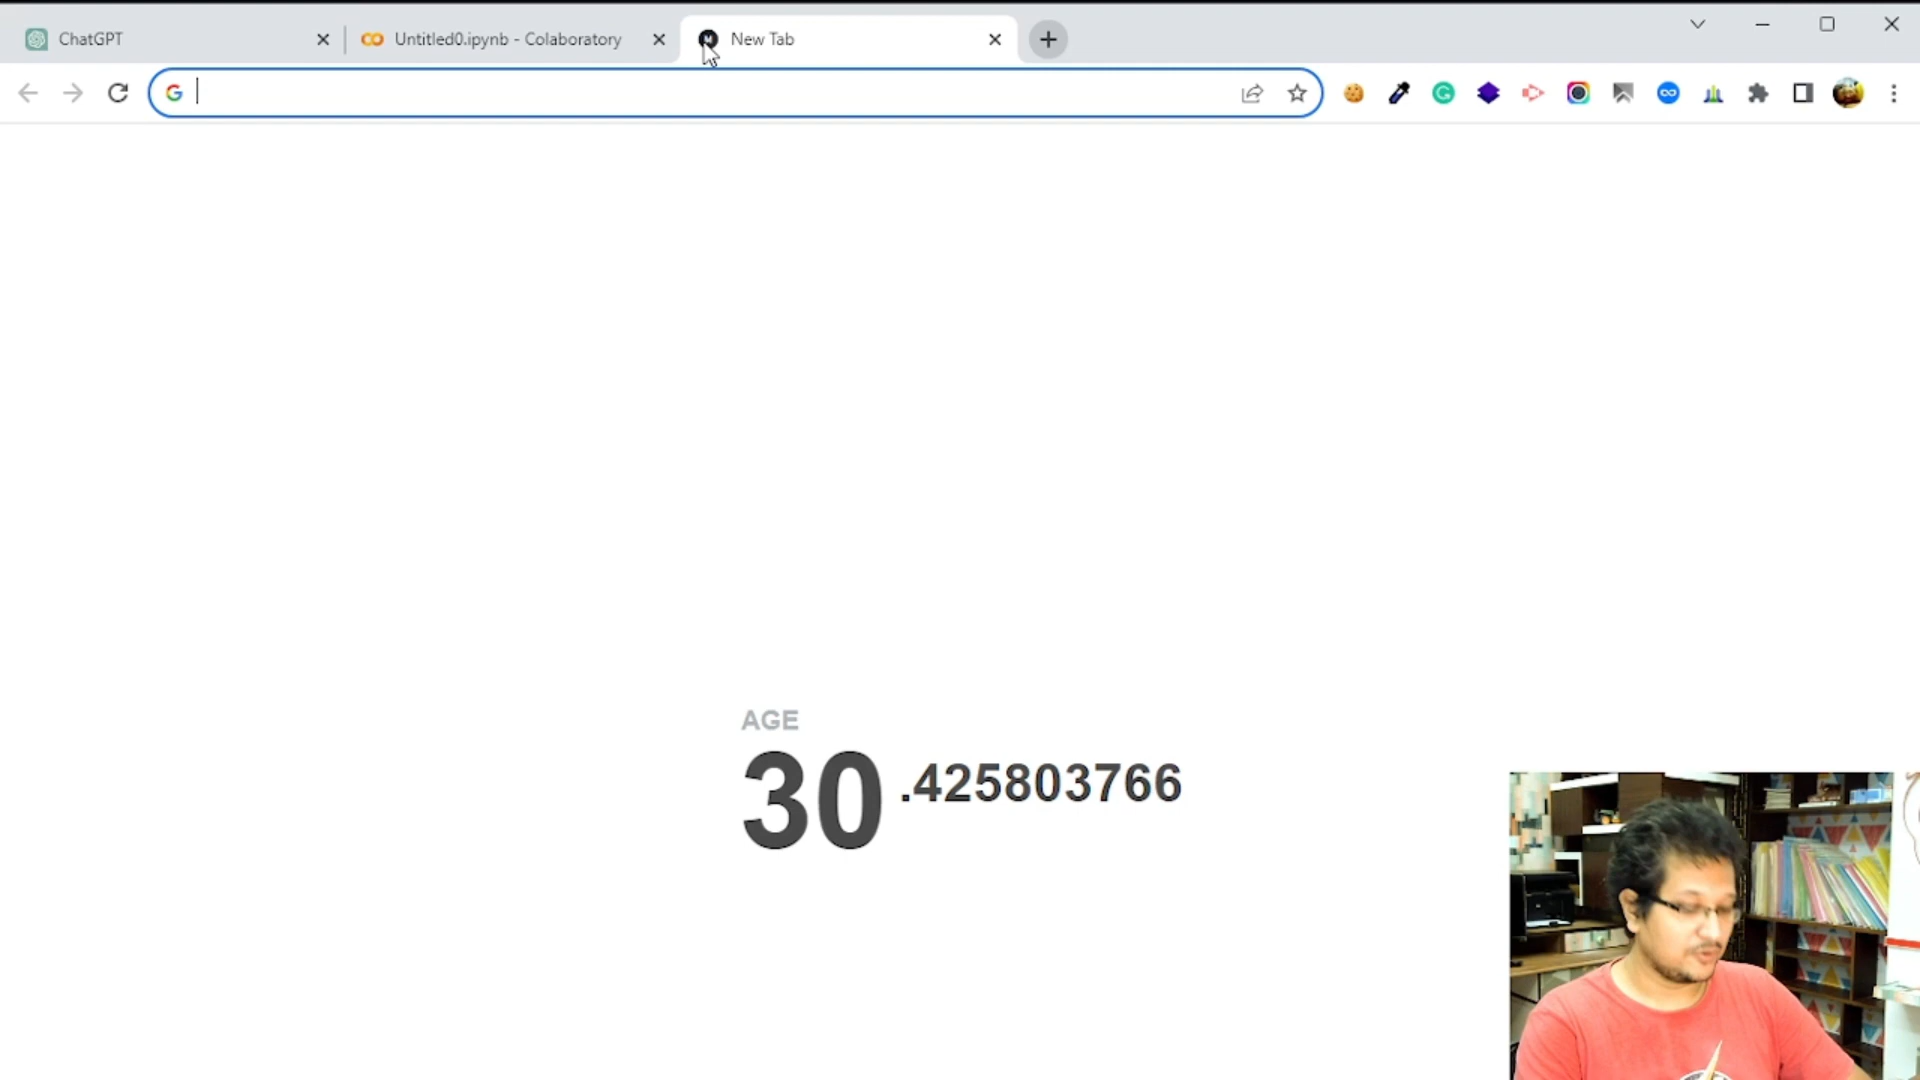 ChatGPT
Untitled0.ipynb - Colaboratory
New Tab
AGE
30.425803766